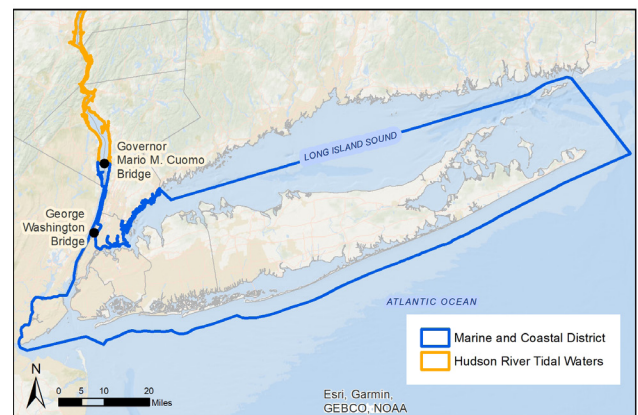 Governor
Mario M. Cuomo
Bridge
LONG ISLAND SOUND
George
Washington
Bridge
ATLANTIC OCEAN
Marine and Coastal District
Hudson River Tidal Waters
N
0 5 10 20
Miles
Esri, Garmin,
GEBCO, NOAA